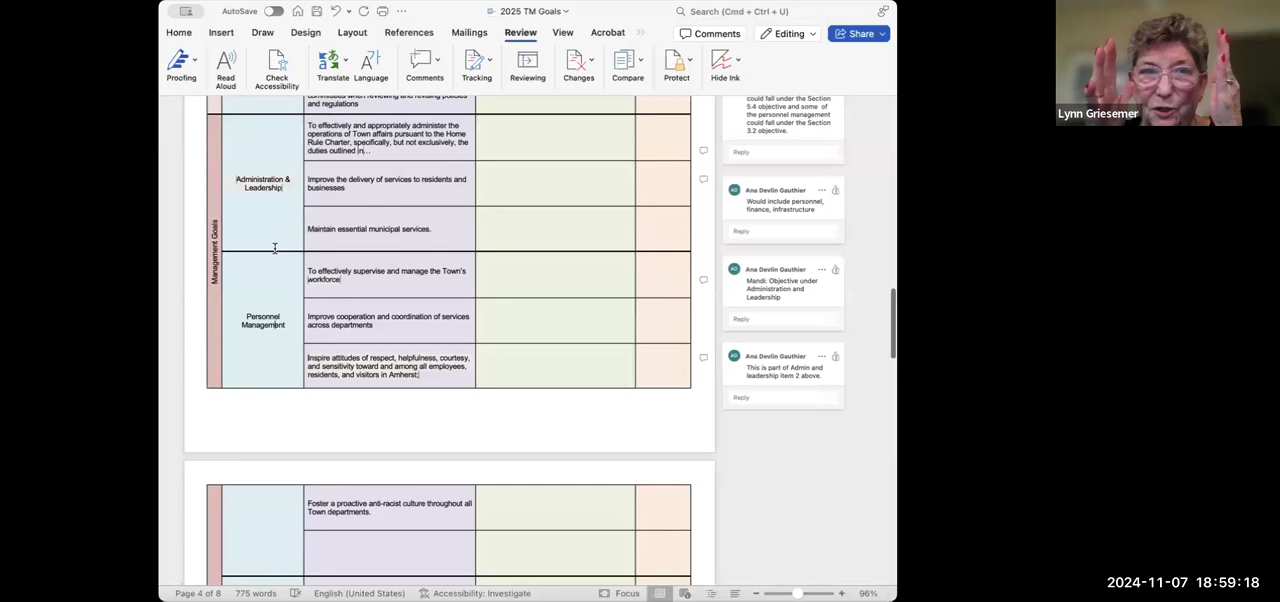 AutoSave
2025 TM Goals
Search (Cmd + Ctrl + U)
Home
Insert
Draw
Design
Layout
References
Mailings
Review
View
Acrobat
Comments
Editing
Share
Proofing
Read Aloud
Check Accessibility
Translate
Language
Comments
Tracking
Reviewing
Changes
Compare
Protect
Hide Ink
committees when reviewing and revising policies
and regulations
Management Goals
Administration &
Leadership
To effectively and appropriately administer the
operations of Town affairs pursuant to the Home
Rule Charter, specifically, but not exclusively, the
duties outlined in...
Improve the delivery of services to residents and
businesses
Maintain essential municipal services.
Personnel
Management
To effectively supervise and manage the Town's
workforce
Improve cooperation and coordination of services
across departments
Inspire attitudes of respect, helpfulness, courtesy,
and sensitivity toward and among all employees,
residents, and visitors in Amherst;
Foster a proactive anti-racist culture throughout all
Town departments.
could fall under the Section
5.4 objective and some of
the personnel management
could fall under the Section
3.2 objective.
Reply
AD
Ana Devlin Gauthier
Would include personnel,
finance, infrastructure
Reply
AD
Ana Devlin Gauthier
Mandi: Objective under
Administration and
Leadership
Reply
AD
Ana Devlin Gauthier
This is part of Admin and
leadership item 2 above.
Reply
Page 4 of 8
775 words
English (United States)
Accessibility: Investigate
Focus
96%
Lynn Griesemer
2024-11-07 18:59:18